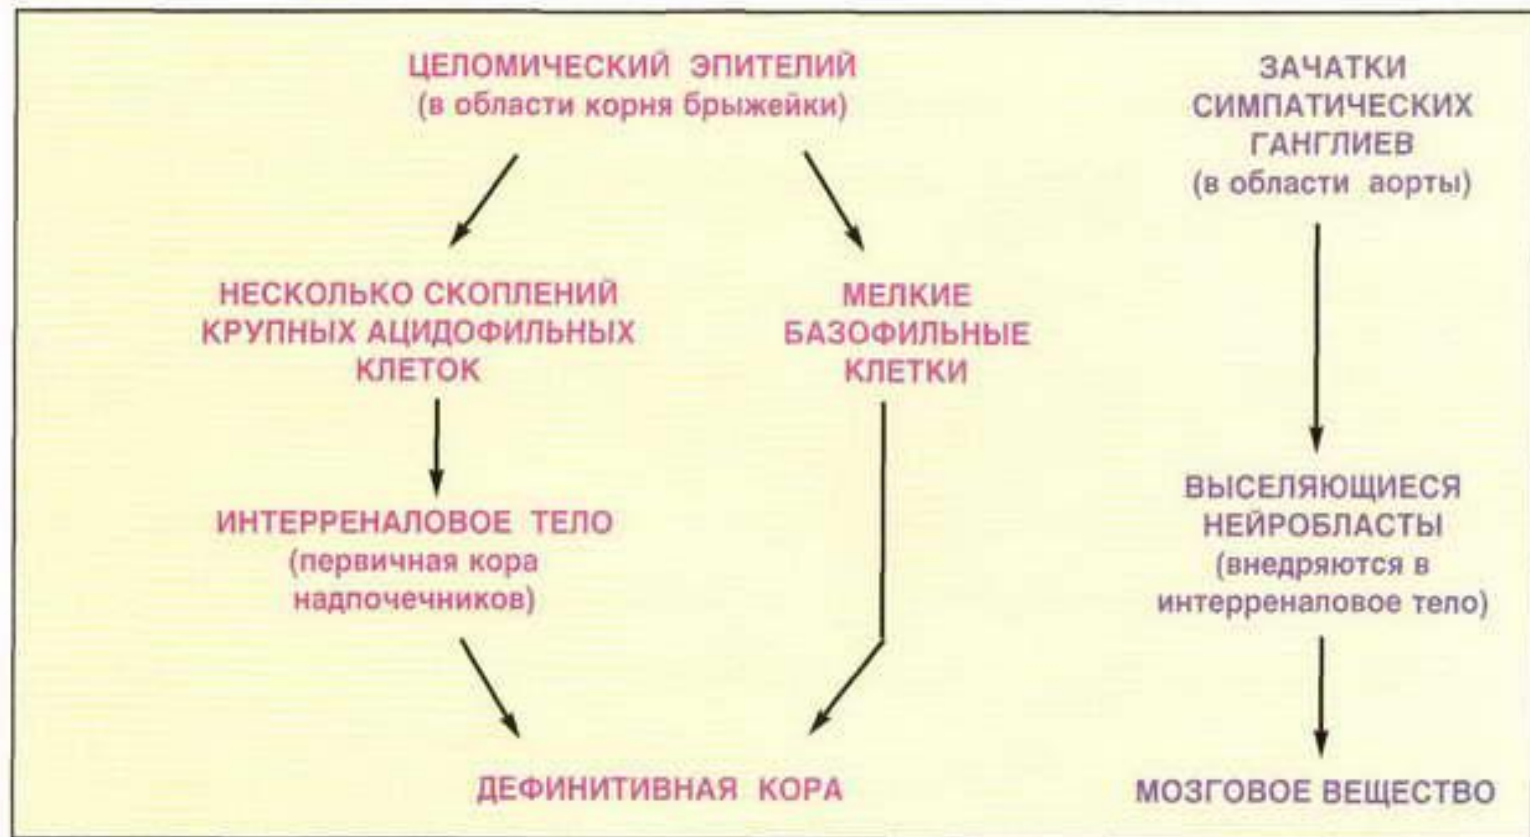 ЦЕЛОМИЧЕСКИЙ ЭПИТЕЛИЙ
(в области корня брыжейки)
ЗАЧАТКИ
СИМПАТИЧЕСКИХ
ГАНГЛИЕВ
(в области аорты)
НЕСКОЛЬКО СКОПЛЕНИЙ
КРУПНЫХ АЦИДОФИЛЬНЫХ
КЛЕТОК
МЕЛКИЕ
БАЗОФИЛЬНЫЕ
КЛЕТКИ
ИНТЕРРЕНАЛОВОЕ ТЕЛО
(первичная кора
надпочечников)
ВЫСЕЛЯЮЩИЕСЯ
НЕЙРОБЛАСТЫ
(внедряются в
интерреналовое тело)
ДЕФИНИТИВНАЯ КОРА
МОЗГОВОЕ ВЕЩЕСТВО